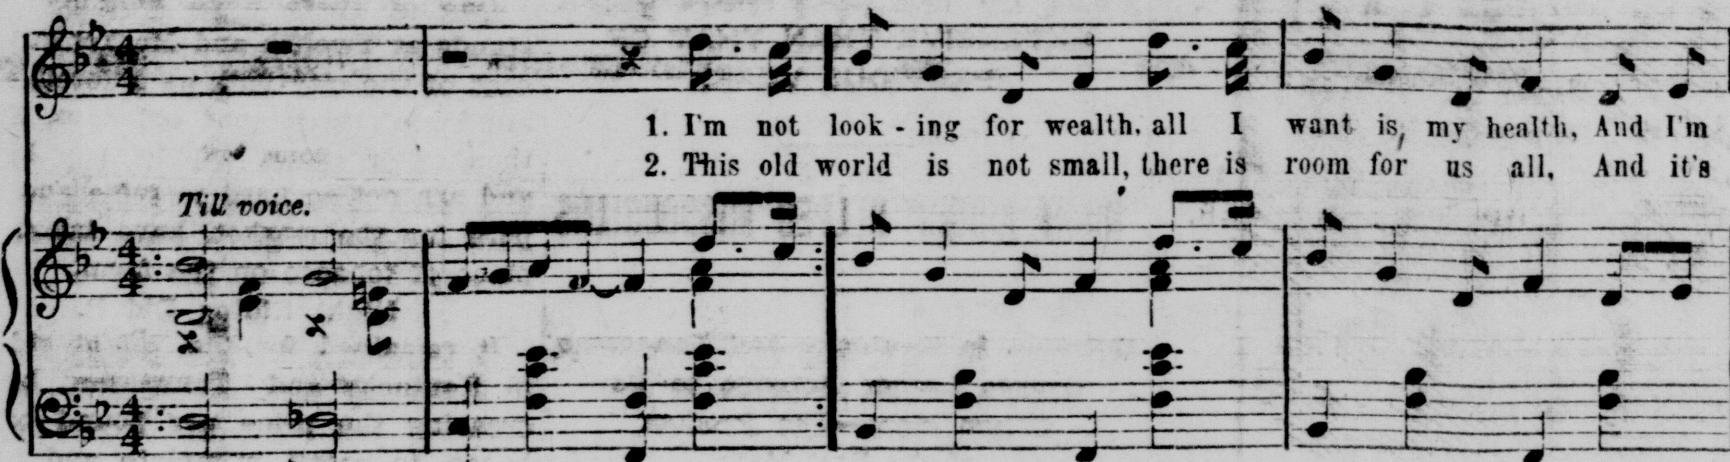 1. I'm not look - ing for wealth, all I want is, my health, And I'm
2. This old world is not small, there is room for us all, And it's
Till voice.